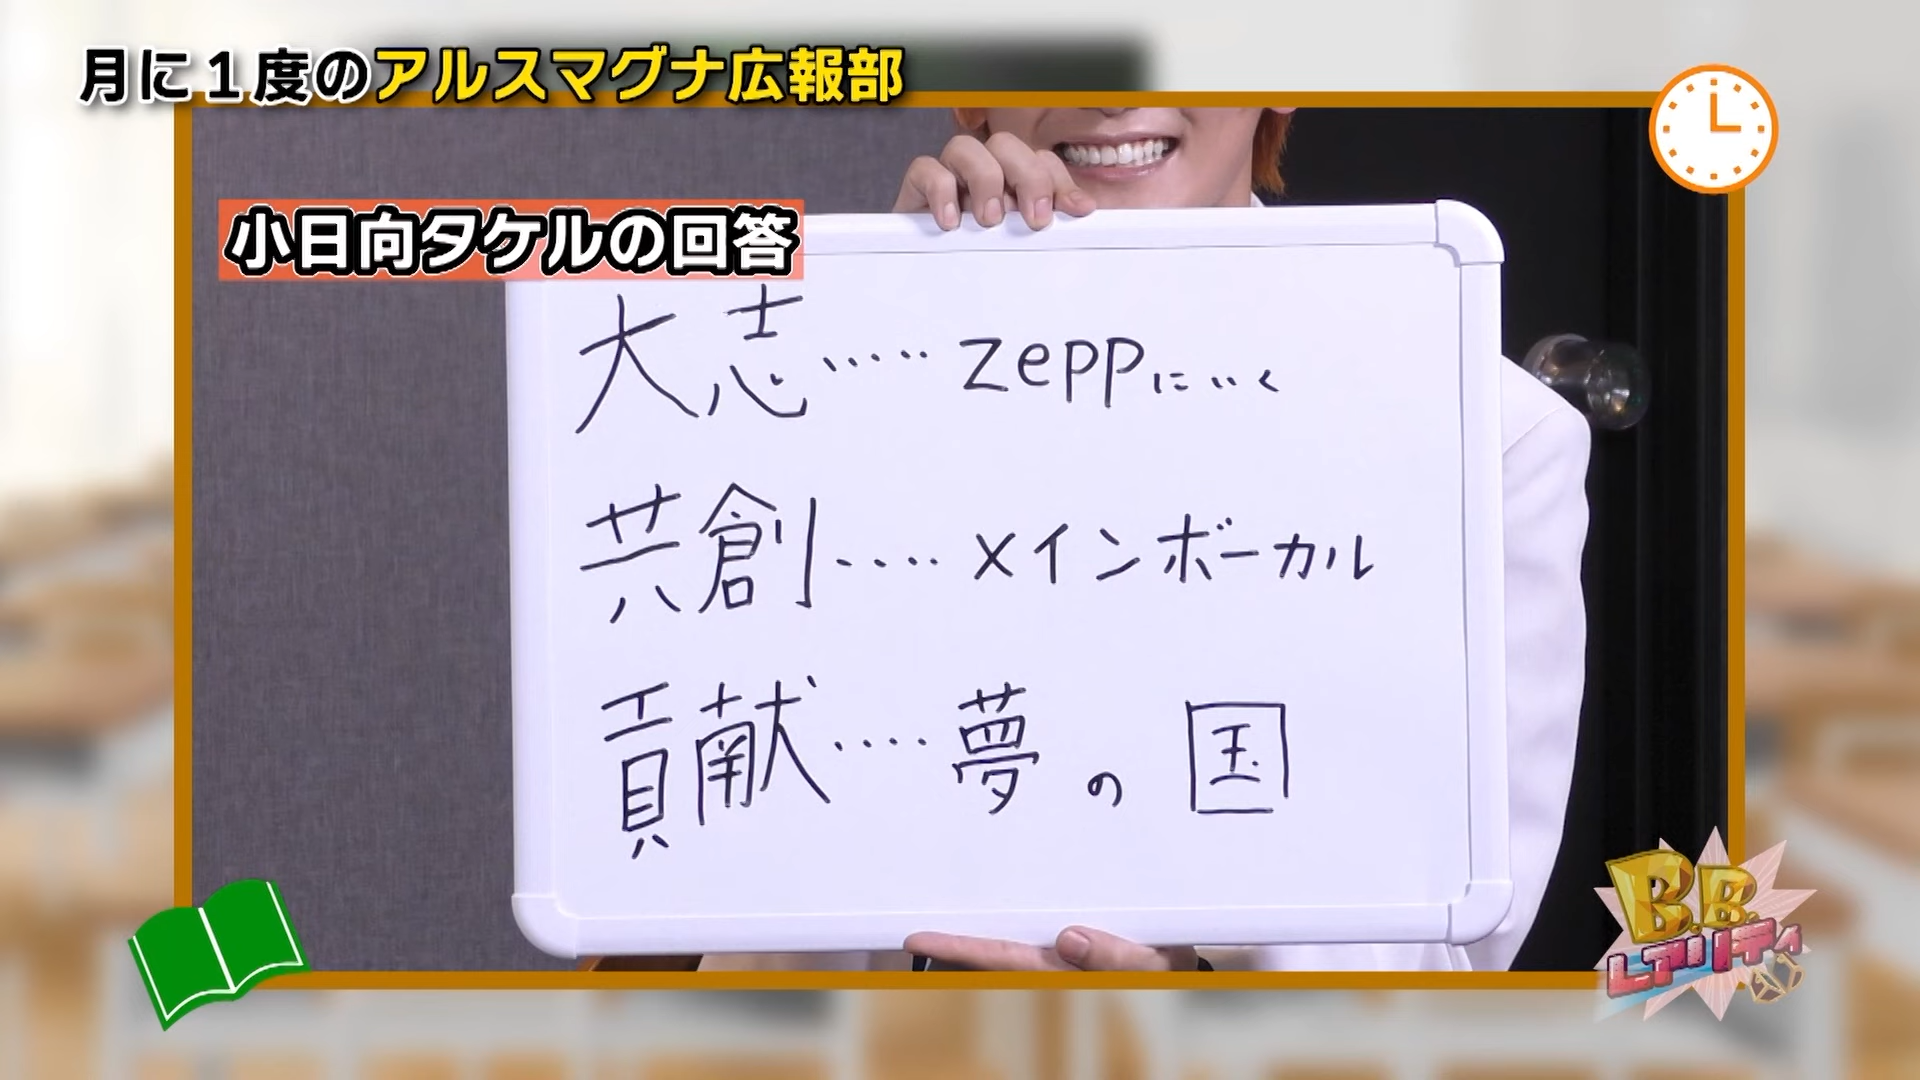 月に1度のアルスマグナ広報部
小日向タケルの回答
大志‥‥‥zeppにいく
共創‥‥メインボーカル
貢献‥‥夢の国
B.B.
レアリティ